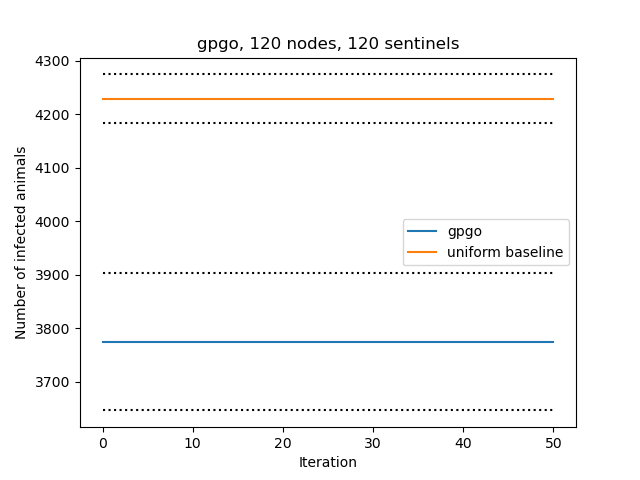 gpgo, 120 nodes, 120 sentinels
4300
4200
4100
4000
3900
3800
3700
Number of infected animals
gpgo
uniform baseline
0
10
20
30
40
50
Iteration